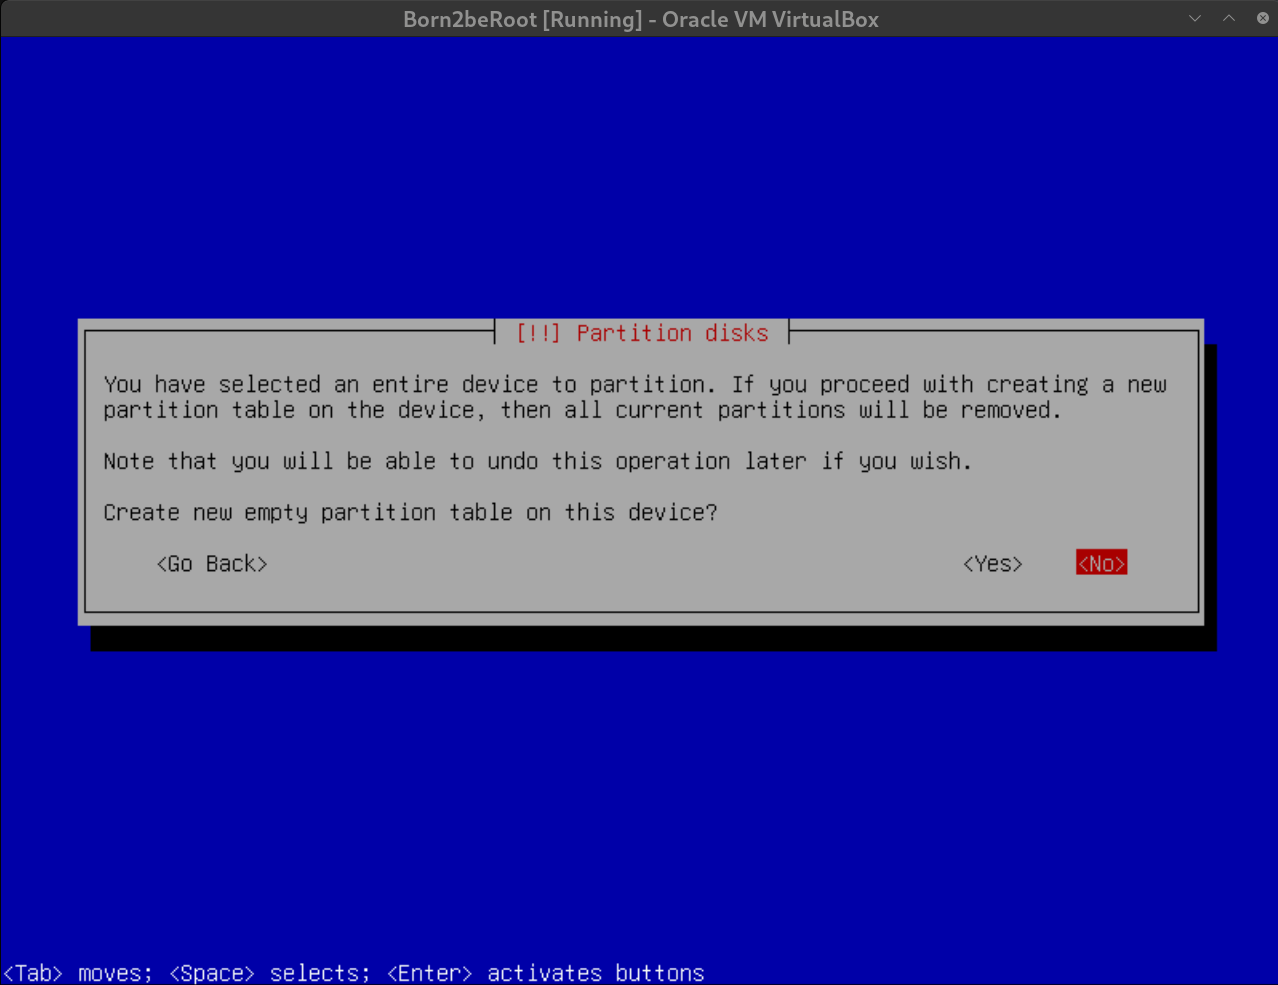 Born2beRoot [Running] - Oracle VM VirtualBox
[!!] Partition disks
You have selected an entire device to partition. If you proceed with creating a new
partition table on the device, then all current partitions will be removed.
Note that you will be able to undo this operation later if you wish.
Create new empty partition table on this device?
<Go Back> <Yes> <No>
<Tab> moves; <Space> selects; <Enter> activates buttons